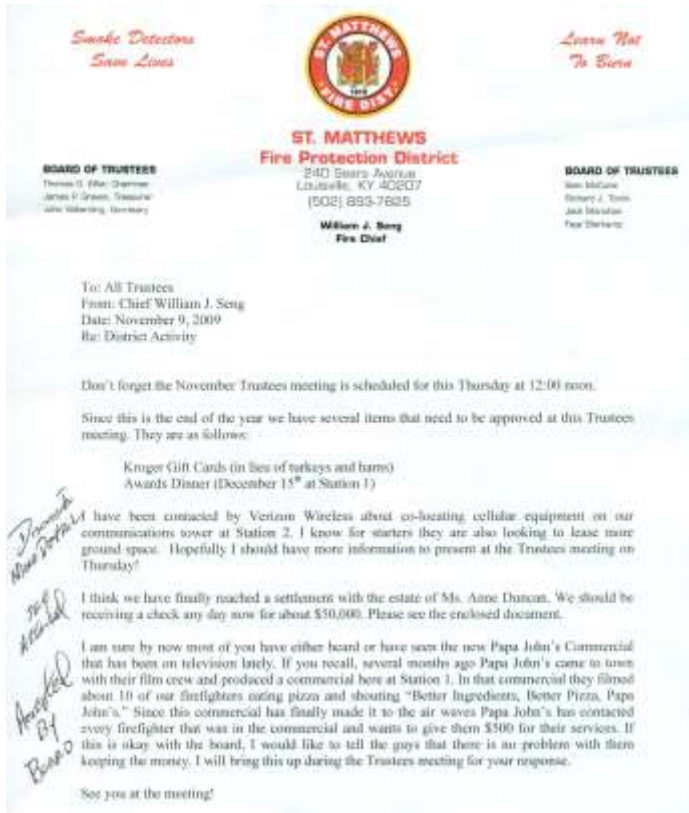 Smoke Detectors
Save Lives
ST. MATTHEWS
FIRE DIST.
Learn Not
To Burn
ST. MATTHEWS
Fire Protection District
240 Sears Avenue
Louisville, KY 40207
(502) 893-7825
William J. Seng
Fire Chief
BOARD OF TRUSTEES
Chairman
James P. Treasurer
John Secretary
BOARD OF TRUSTEES
To: All Trustees
From: Chief William J. Seng
Date: November 9, 2009
Re: District Activity
Don't forget the November Trustees meeting is scheduled for this Thursday at 12:00 noon.
Since this is the end of the year we have several items that need to be approved at this Trustees
meeting. They are as follows:
Kroger Gift Cards (in lieu of turkeys and hams)
Awards Dinner (December 15th at Station 1)
More Details
I have been contacted by Verizon Wireless about co-locating cellular equipment on our
communications tower at Station 2. I know for starters they are also looking to lease more
ground space. Hopefully I should have more information to present at the Trustees meeting on
Thursday!
See
Attached
I think we have finally reached a settlement with the estate of Ms. Anne Duncan. We should be
receiving a check any day now for about $50,000. Please see the enclosed document.
Accepted
By
Board
I am sure by now most of you have either heard or have seen the new Papa John's Commercial
that has been on television lately. If you recall, several months ago Papa John's came to town
with their film crew and produced a commercial here at Station 1. In that commercial they filmed
about 10 of our firefighters eating pizza and shouting "Better Ingredients, Better Pizza, Papa
John's." Since this commercial has finally made it to the air waves Papa John's has contacted
every firefighter that was in the commercial and wants to give them $500 for their services. If
this is okay with the board, I would like to tell the guys that there is no problem with them
keeping the money. I will bring this up during the Trustees meeting for your response.
See you at the meeting!